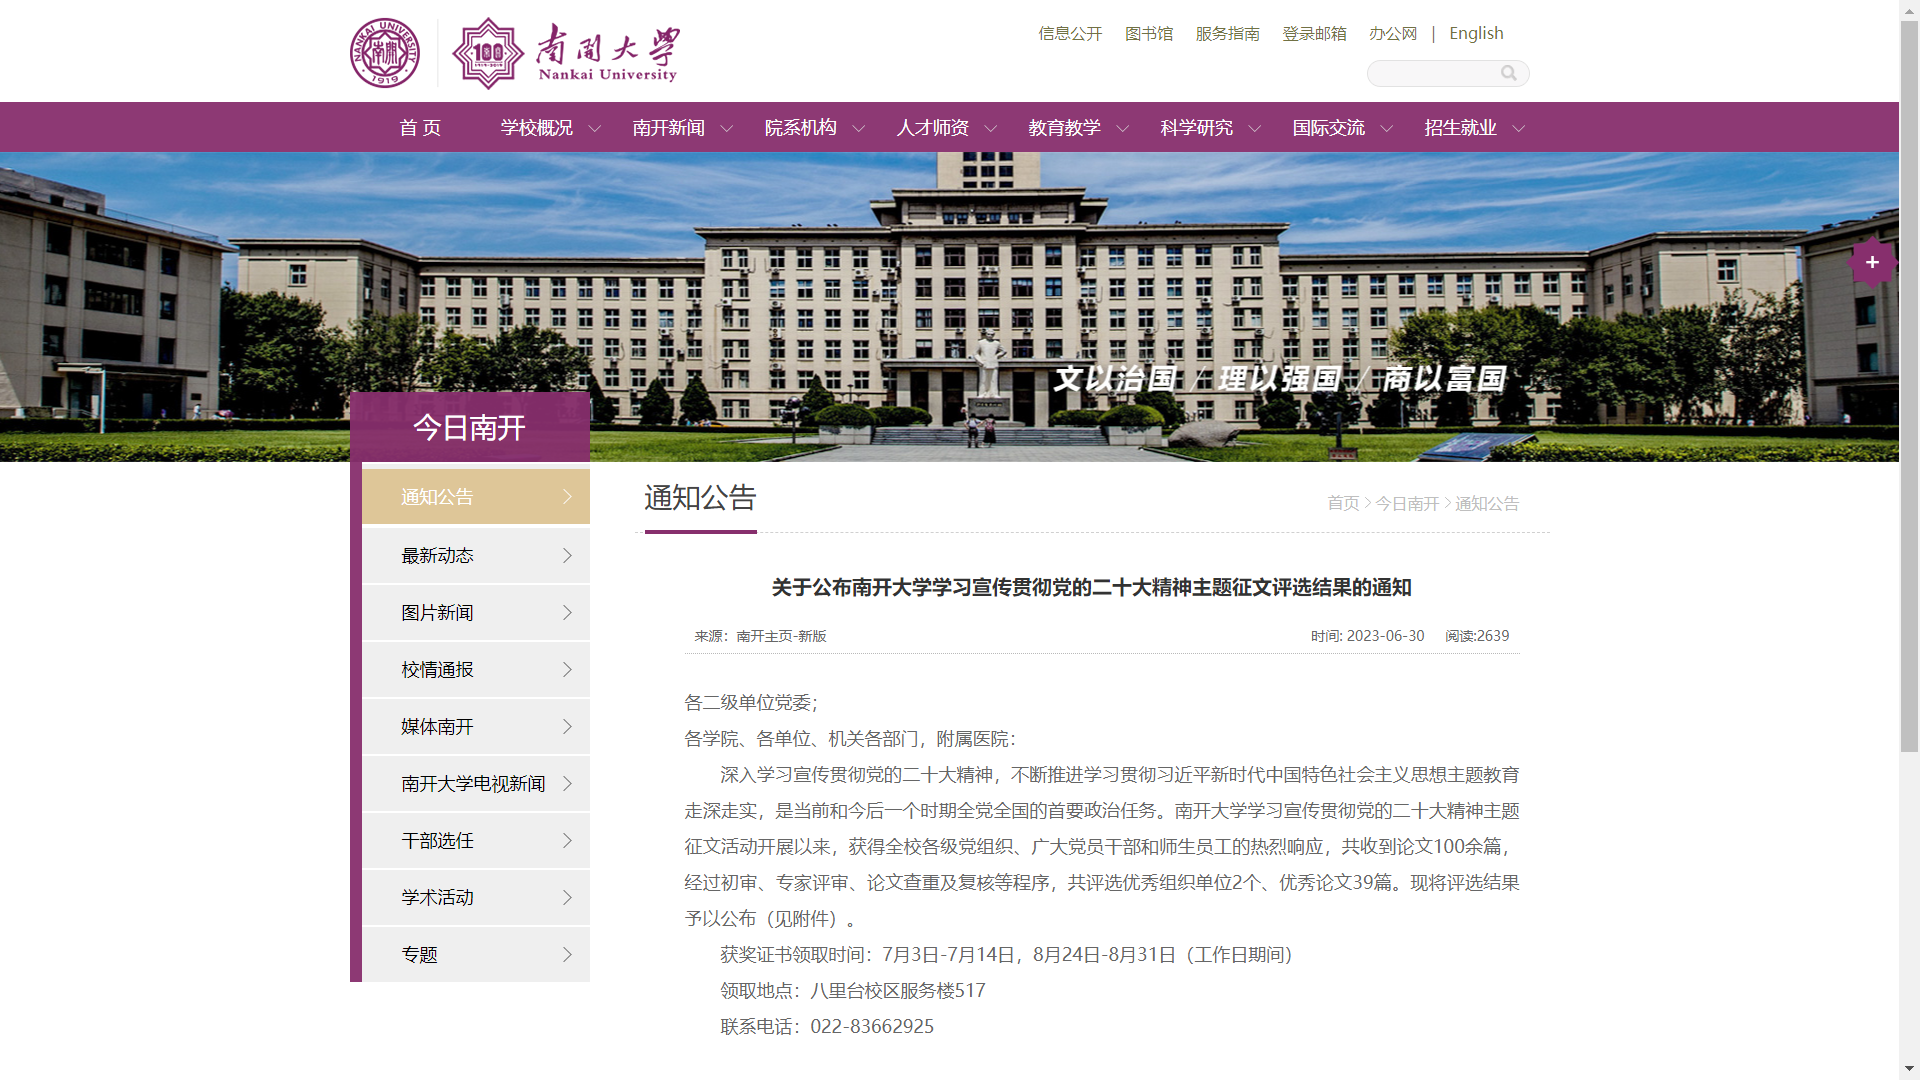 NANKAI UNIVERSITY
南開
1919
100
1919-2019
南開大學
Nankai University
信息公开 图书馆 服务指南 登录邮箱 办公网 | English
首 页 学校概况 南开新闻 院系机构 人才师资 教育教学 科学研究 国际交流 招生就业
+
文以治国 / 理以强国 / 商以富国
今日南开
通知公告
最新动态
图片新闻
校情通报
媒体南开
南开大学电视新闻
干部选任
学术活动
专题
通知公告
首页 > 今日南开 > 通知公告
关于公布南开大学学习宣传贯彻党的二十大精神主题征文评选结果的通知
来源：南开主页-新版 时间: 2023-06-30 阅读:2639
各二级单位党委；
各学院、各单位、机关各部门，附属医院：
深入学习宣传贯彻党的二十大精神，不断推进学习贯彻习近平新时代中国特色社会主义思想主题教育
走深走实，是当前和今后一个时期全党全国的首要政治任务。南开大学学习宣传贯彻党的二十大精神主题
征文活动开展以来，获得全校各级党组织、广大党员干部和师生员工的热烈响应，共收到论文100余篇，
经过初审、专家评审、论文查重及复核等程序，共评选优秀组织单位2个、优秀论文39篇。现将评选结果
予以公布（见附件）。
获奖证书领取时间：7月3日-7月14日，8月24日-8月31日（工作日期间）
领取地点：八里台校区服务楼517
联系电话：022-83662925